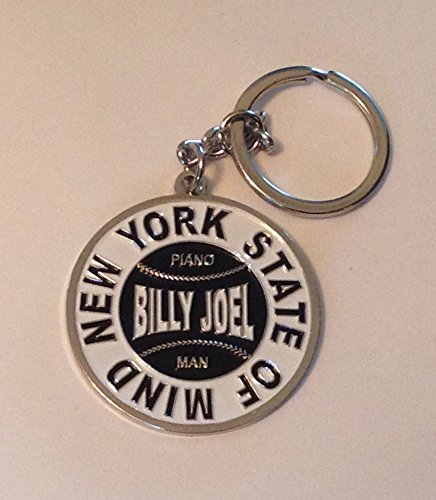 NEW YORK STATE OF MIND
PIANO
BILLY JOEL
MAN